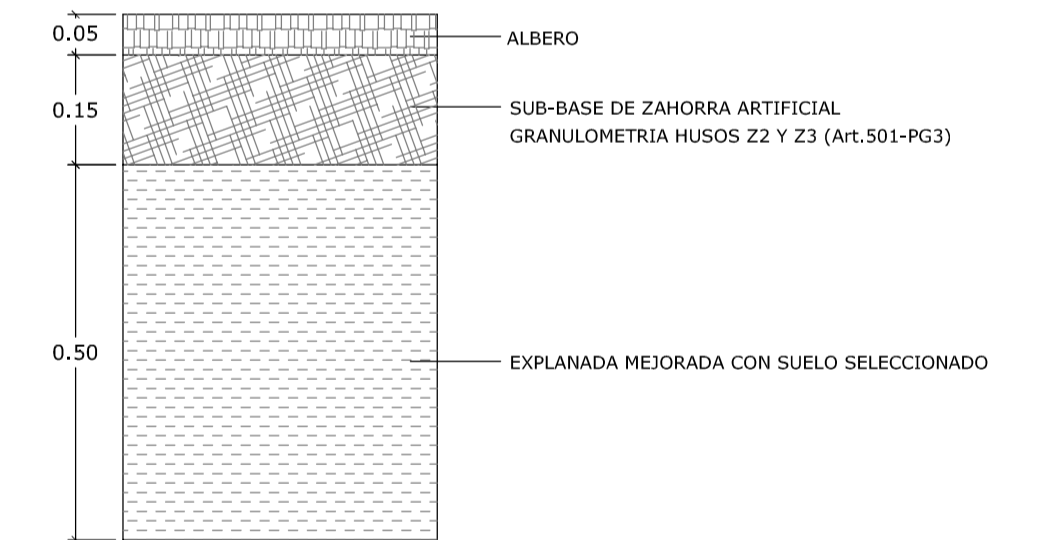 0.05
ALBERO
0.15
SUB-BASE DE ZAHORRA ARTIFICIAL
GRANULOMETRIA HUSOS Z2 Y Z3 (Art.501-PG3)
0.50
EXPLANADA MEJORADA CON SUELO SELECCIONADO